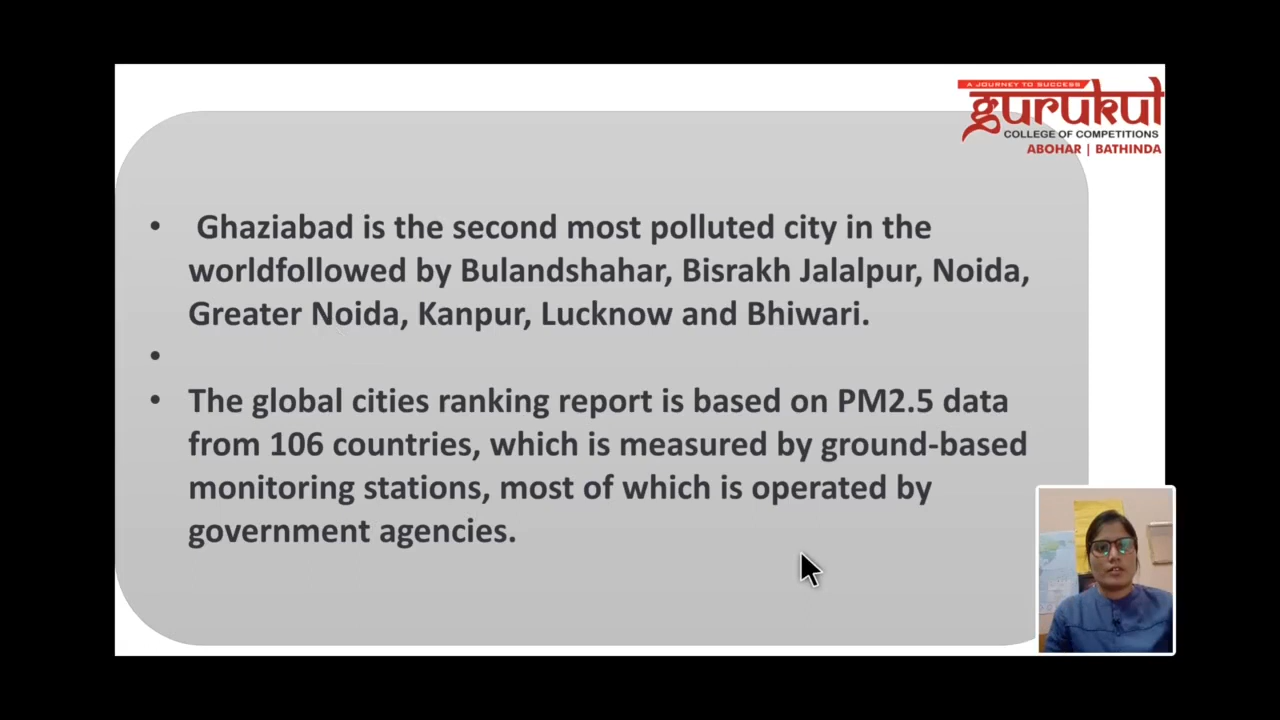 A JOURNEY TO SUCCESS
gurukul
COLLEGE OF COMPETITIONS
ABOHAR | BATHINDA
• Ghaziabad is the second most polluted city in the
worldfollowed by Bulandshahar, Bisrakh Jalalpur, Noida,
Greater Noida, Kanpur, Lucknow and Bhiwari.
•
• The global cities ranking report is based on PM2.5 data
from 106 countries, which is measured by ground-based
monitoring stations, most of which is operated by
government agencies.